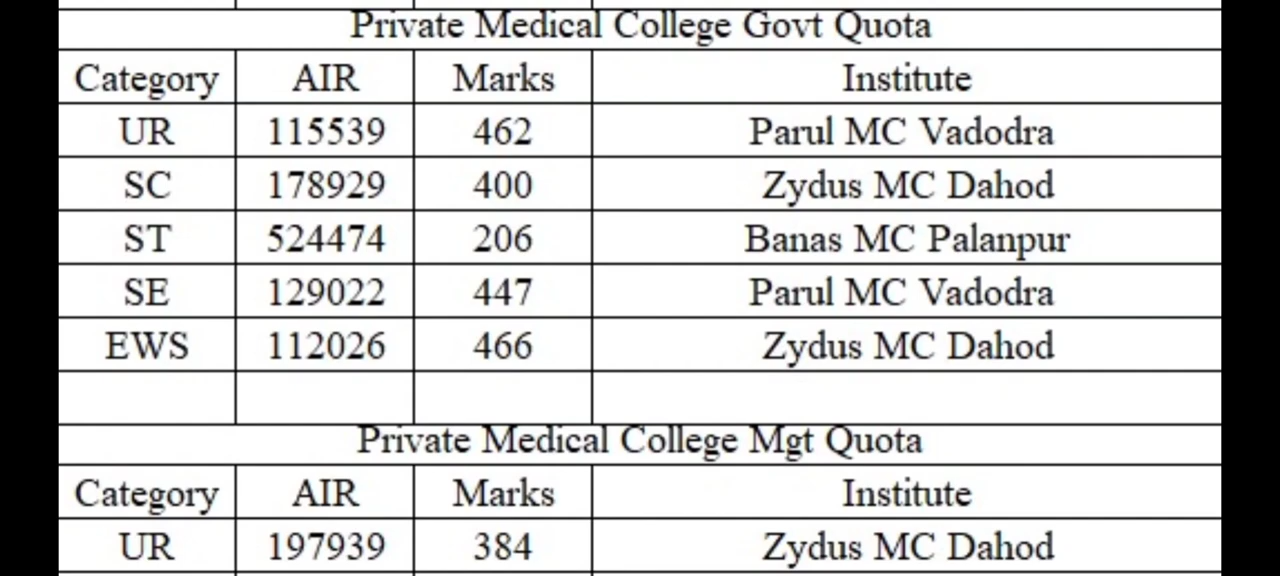 Private Medical College Govt Quota
Category AIR Marks Institute
UR 115539 462 Parul MC Vadodra
SC 178929 400 Zydus MC Dahod
ST 524474 206 Banas MC Palanpur
SE 129022 447 Parul MC Vadodra
EWS 112026 466 Zydus MC Dahod
Private Medical College Mgt Quota
Category AIR Marks Institute
UR 197939 384 Zydus MC Dahod